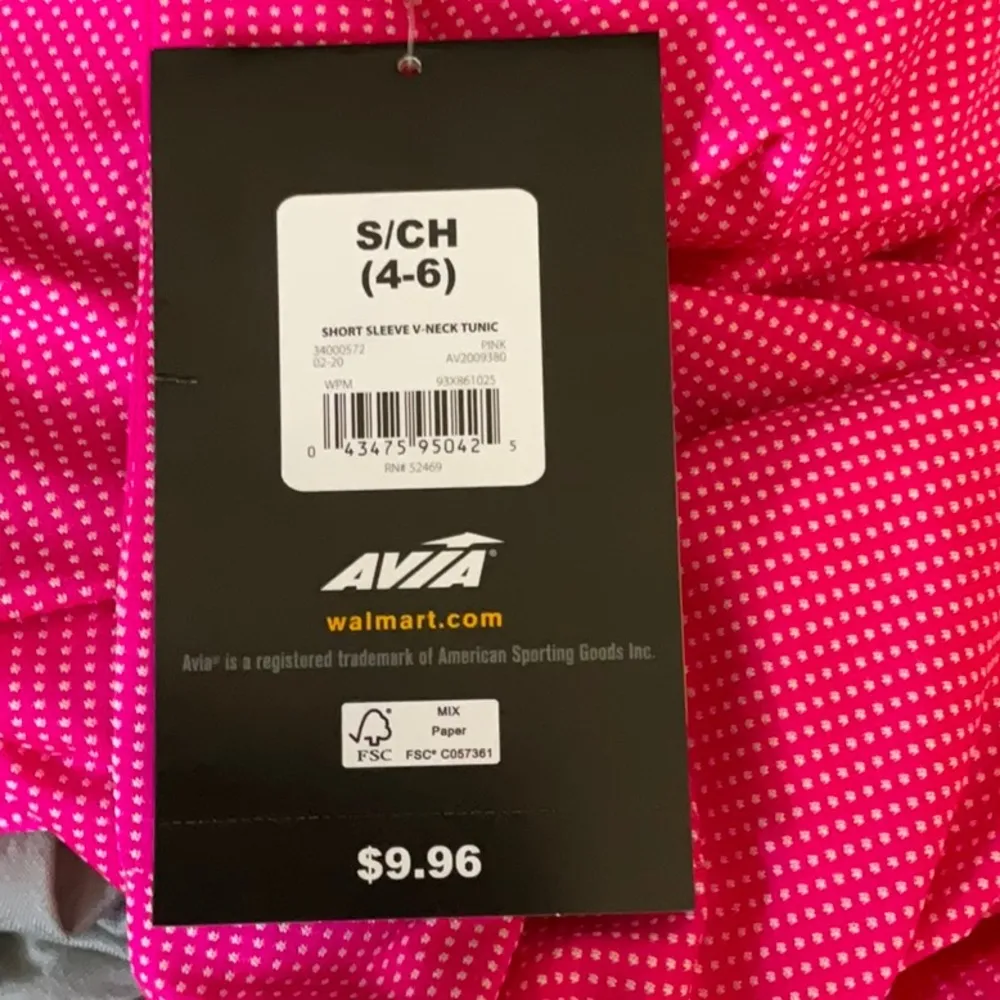 S/CH
(4-6)
SHORT SLEEVE V-NECK TUNIC
34000572 PINK
02-20 AV2009380
WPM 93X861025
0 43475 95042 5
RN# 52469
AVIA®
walmart.com
Avia® is a registered trademark of American Sporting Goods Inc.
MIX
Paper
FSC FSC® C057361
$9.96